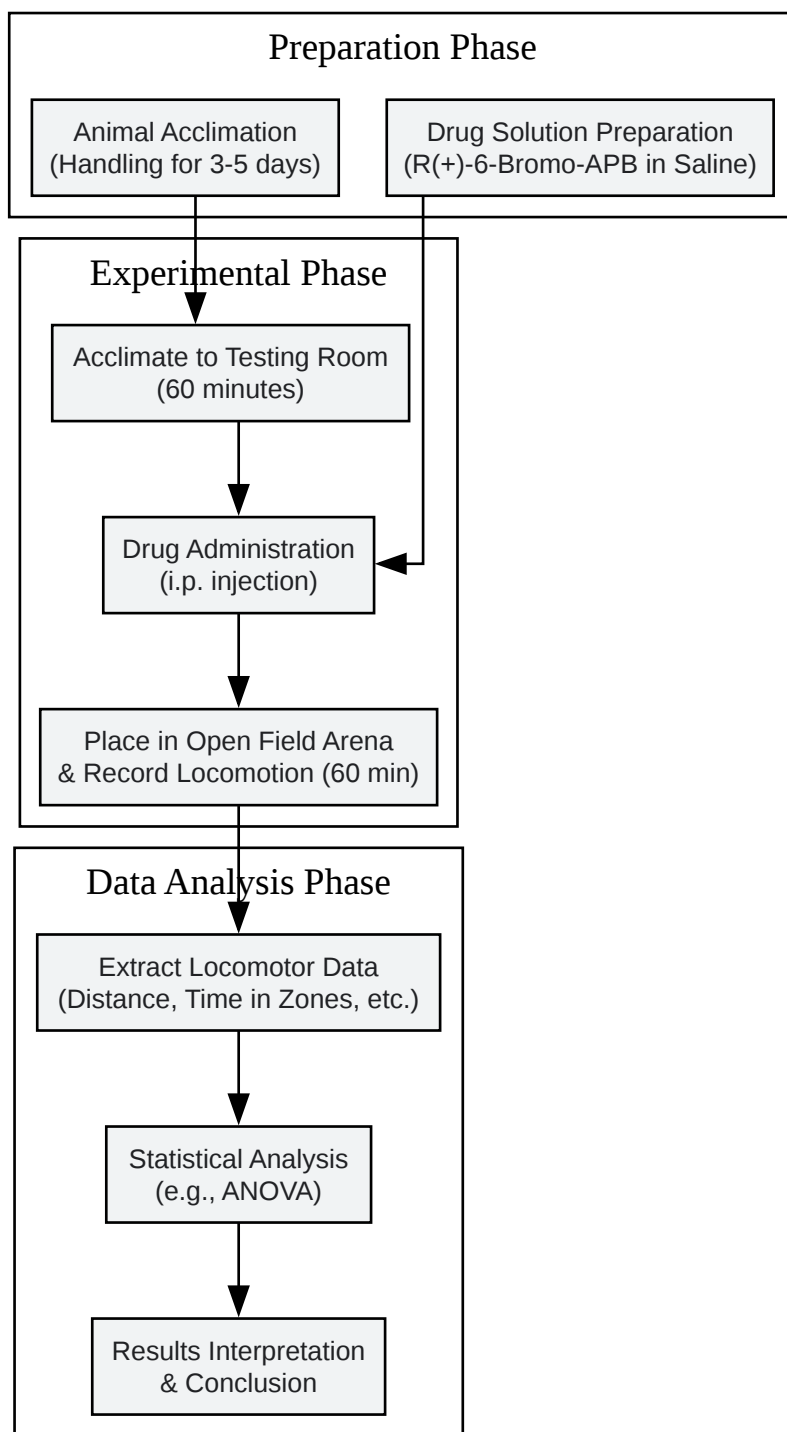 Preparation Phase
Animal Acclimation
(Handling for 3-5 days)
Drug Solution Preparation
(R(+)-6-Bromo-APB in Saline)
Experimental Phase
Acclimate to Testing Room
(60 minutes)
Drug Administration
(i.p. injection)
Place in Open Field Arena
& Record Locomotion (60 min)
Data Analysis Phase
Extract Locomotor Data
(Distance, Time in Zones, etc.)
Statistical Analysis
(e.g., ANOVA)
Results Interpretation
& Conclusion